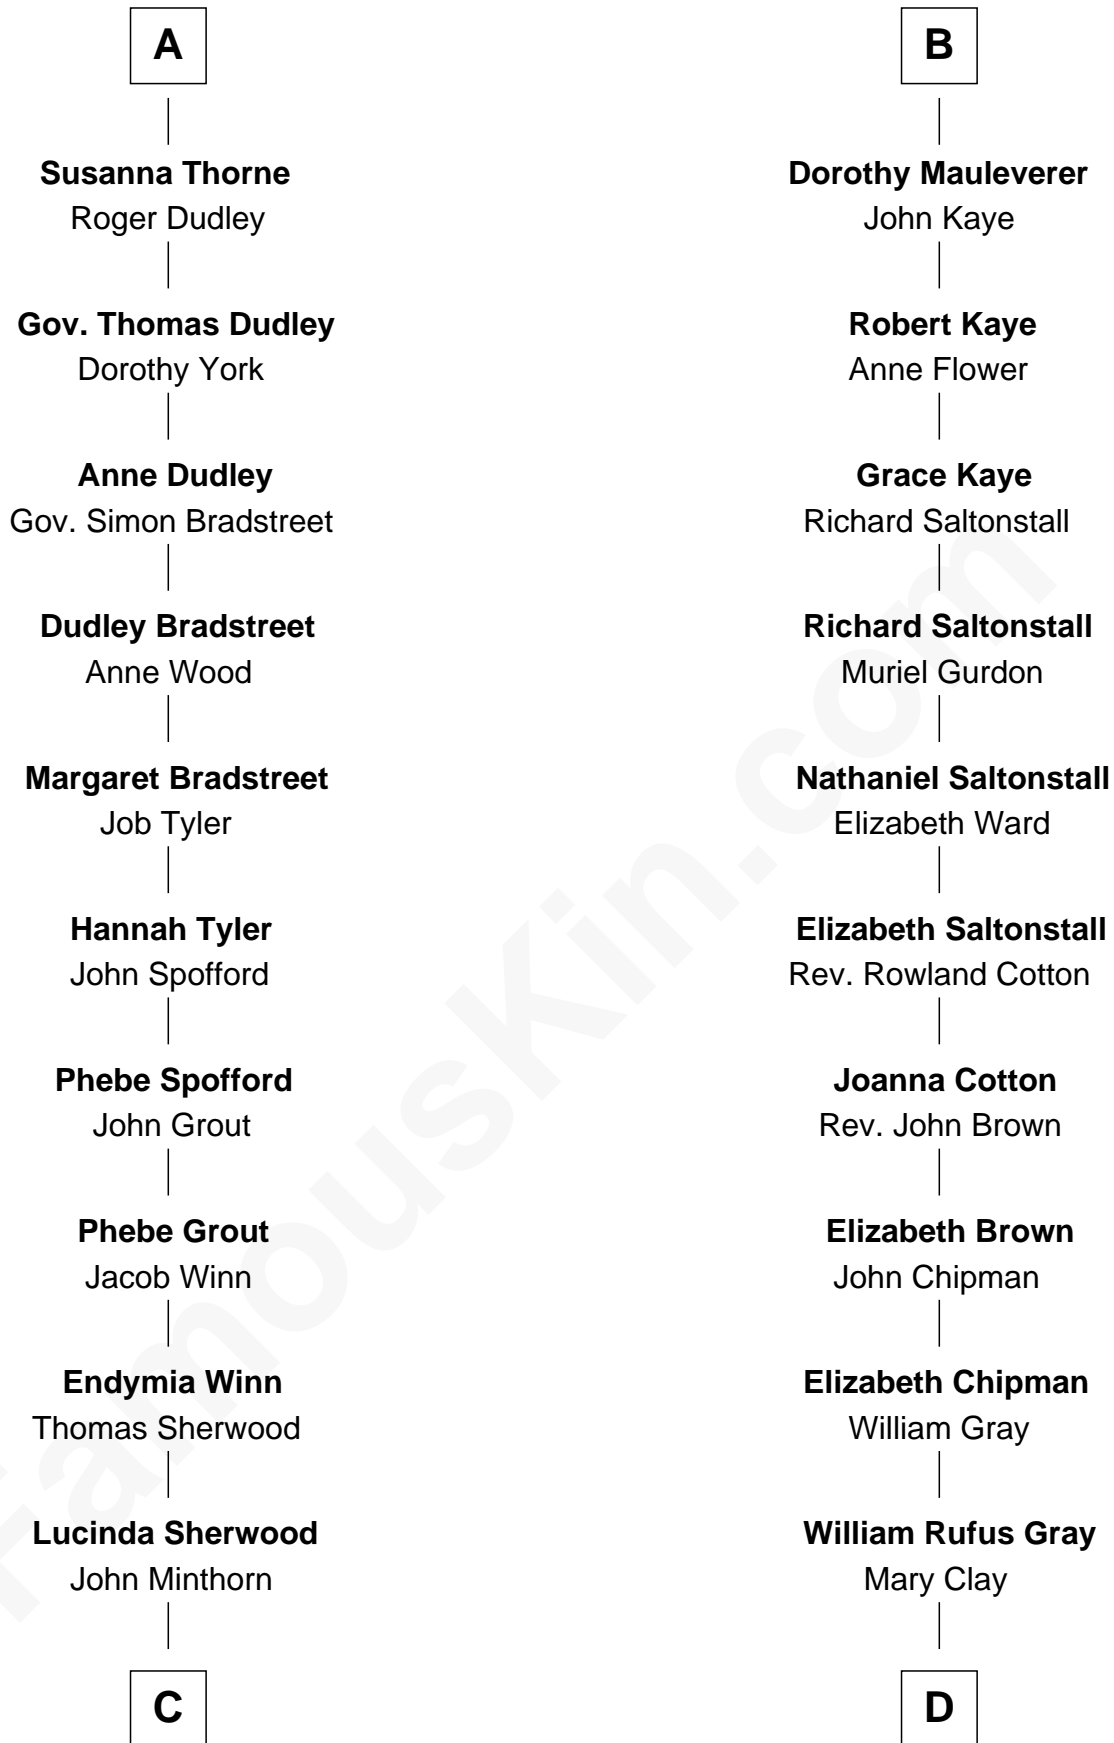 A
Susanna Thorne
Roger Dudley
Gov. Thomas Dudley
Dorothy York
Anne Dudley
Gov. Simon Bradstreet
Dudley Bradstreet
Anne Wood
Margaret Bradstreet
Job Tyler
Hannah Tyler
John Spofford
Phebe Spofford
John Grout
Phebe Grout
Jacob Winn
Endymia Winn
Thomas Sherwood
Lucinda Sherwood
John Minthorn
C
B
Dorothy Mauleverer
John Kaye
Robert Kaye
Anne Flower
Grace Kaye
Richard Saltonstall
Richard Saltonstall
Muriel Gurdon
Nathaniel Saltonstall
Elizabeth Ward
Elizabeth Saltonstall
Rev. Rowland Cotton
Joanna Cotton
Rev. John Brown
Elizabeth Brown
John Chipman
Elizabeth Chipman
William Gray
William Rufus Gray
Mary Clay
D
FamousKin.com